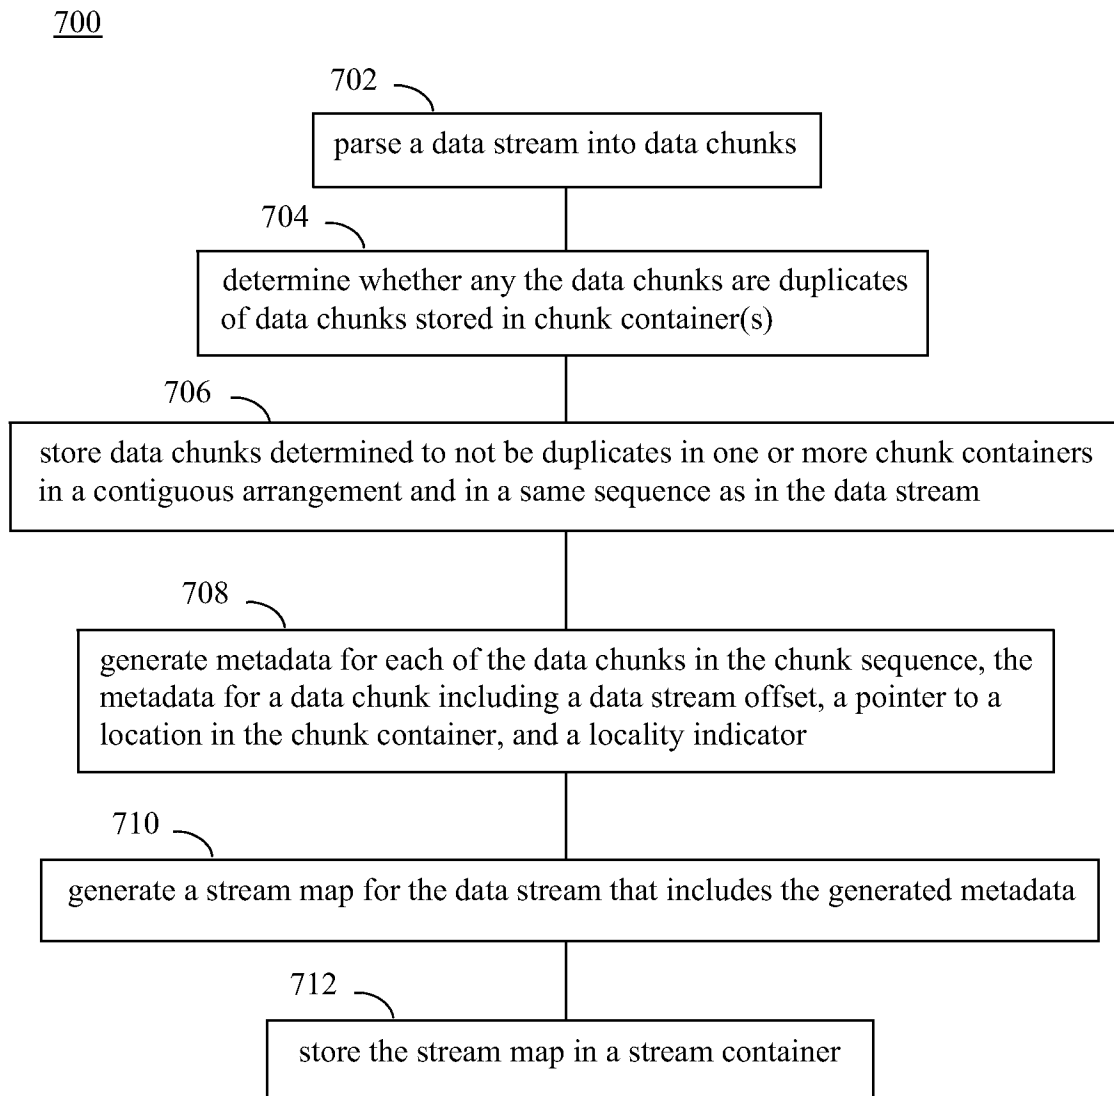 700
702
parse a data stream into data chunks
704
determine whether any the data chunks are duplicates
of data chunks stored in chunk container(s)
706
store data chunks determined to not be duplicates in one or more chunk containers
in a contiguous arrangement and in a same sequence as in the data stream
708
generate metadata for each of the data chunks in the chunk sequence, the
metadata for a data chunk including a data stream offset, a pointer to a
location in the chunk container, and a locality indicator
710
generate a stream map for the data stream that includes the generated metadata
712
store the stream map in a stream container